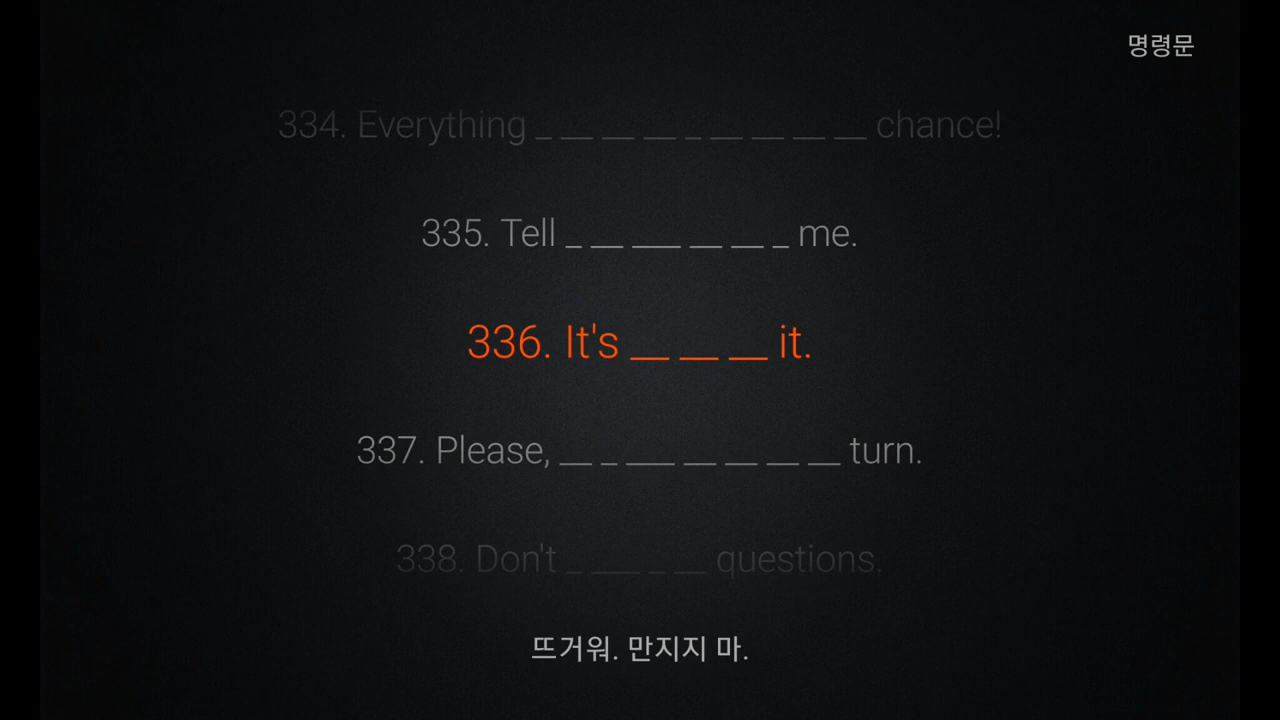 명령문
334. Everything _ __ __ __ _ __ __ __ __ chance!
335. Tell _ __ ___ __ __ _ me.
336. It's __ __ __ it.
337. Please, __ _ ___ __ __ __ __ turn.
338. Don't _ ___ _ __ questions.
뜨거워. 만지지 마.